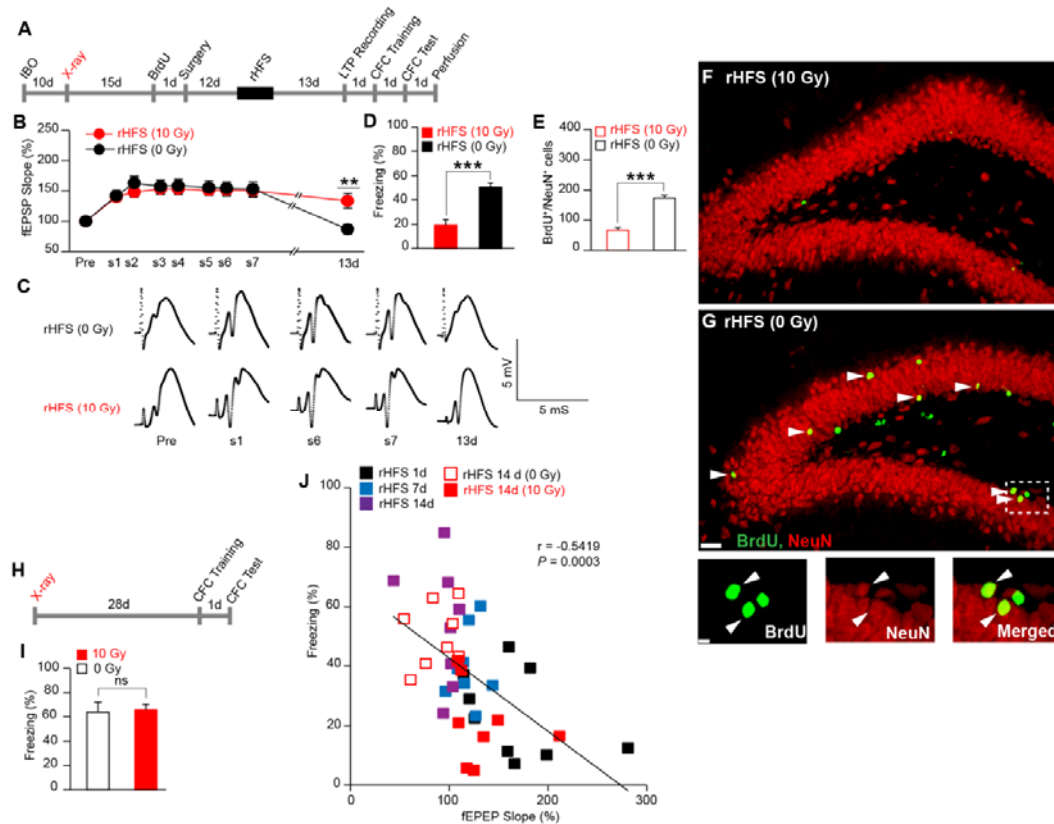 A
IBO
X-ray
BrdU
Surgery
rHFS
LTP Recording
CFC Training
CFC Test
Perfusion
10d
15d
1d
12d
13d
1d
1d
1d
B
rHFS (10 Gy)
rHFS (0 Gy)
fEPSP Slope (%)
250
200
150
100
50
Pre s1 s2 s3 s4 s5 s6 s7 13d
**
C
rHFS (0 Gy)
rHFS (10 Gy)
Pre s1 s6 s7 13d
5 mV
5 mS
D
rHFS (10 Gy)
rHFS (0 Gy)
Freezing (%)
100
80
60
40
20
0
***
E
rHFS (10 Gy)
rHFS (0 Gy)
BrdU+/NeuN+ cells
400
300
200
100
0
***
F rHFS (10 Gy)
G rHFS (0 Gy)
BrdU, NeuN
BrdU
NeuN
Merged
H
X-ray
CFC Training
CFC Test
28d
1d
I
10 Gy
0 Gy
Freezing (%)
100
80
60
40
20
0
ns
J
rHFS 1d
rHFS 7d
rHFS 14d
rHFS 14 d (0 Gy)
rHFS 14d (10 Gy)
r = -0.5419
P = 0.0003
Freezing (%)
100
80
60
40
20
0
0 100 200 300
fEPEP Slope (%)